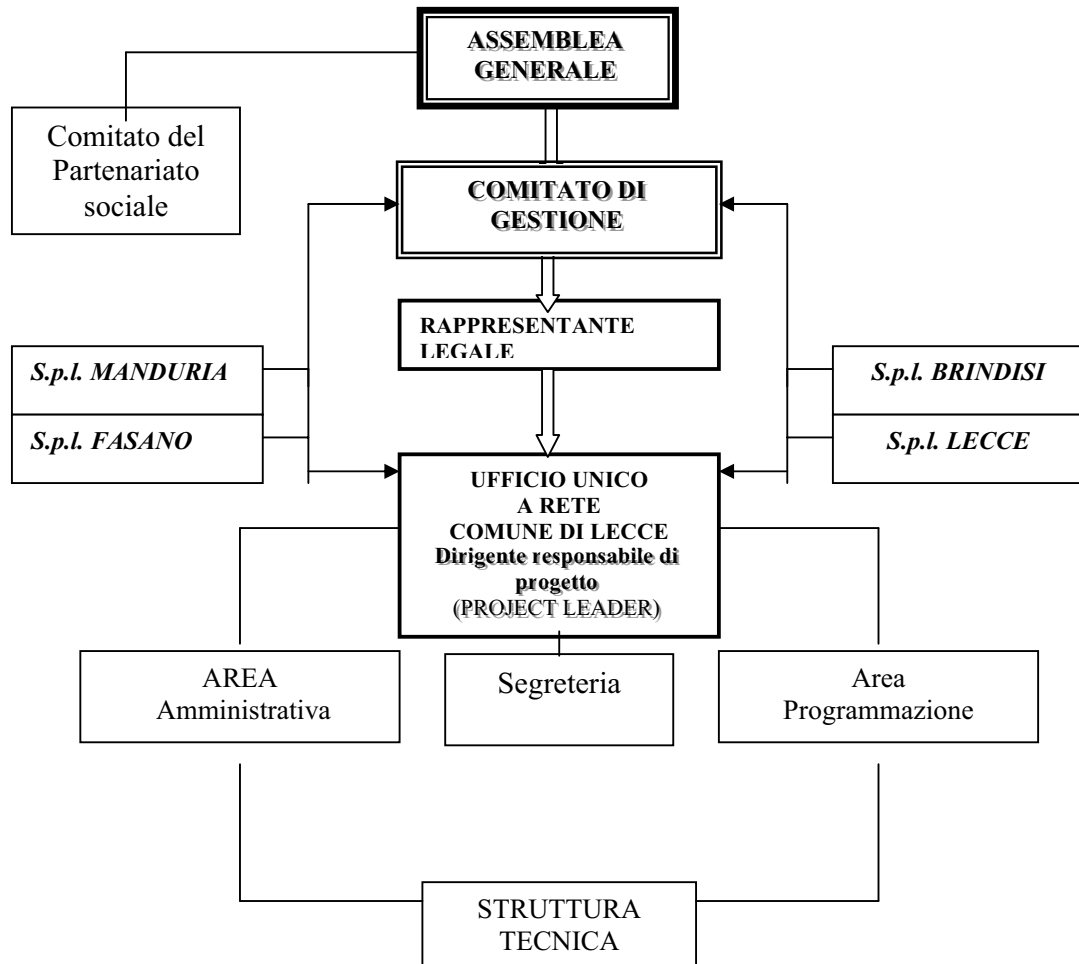 ASSEMBLEA
GENERALE
Comitato del
Partenariato
sociale
COMITATO DI
GESTIONE
RAPPRESENTANTE
LEGALE
S.p.l. MANDURIA
S.p.l. FASANO
S.p.l. BRINDISI
S.p.l. LECCE
UFFICIO UNICO
A RETE
COMUNE DI LECCE
Dirigente responsabile di
progetto
(PROJECT LEADER)
AREA
Amministrativa
Segreteria
Area
Programmazione
STRUTTURA
TECNICA